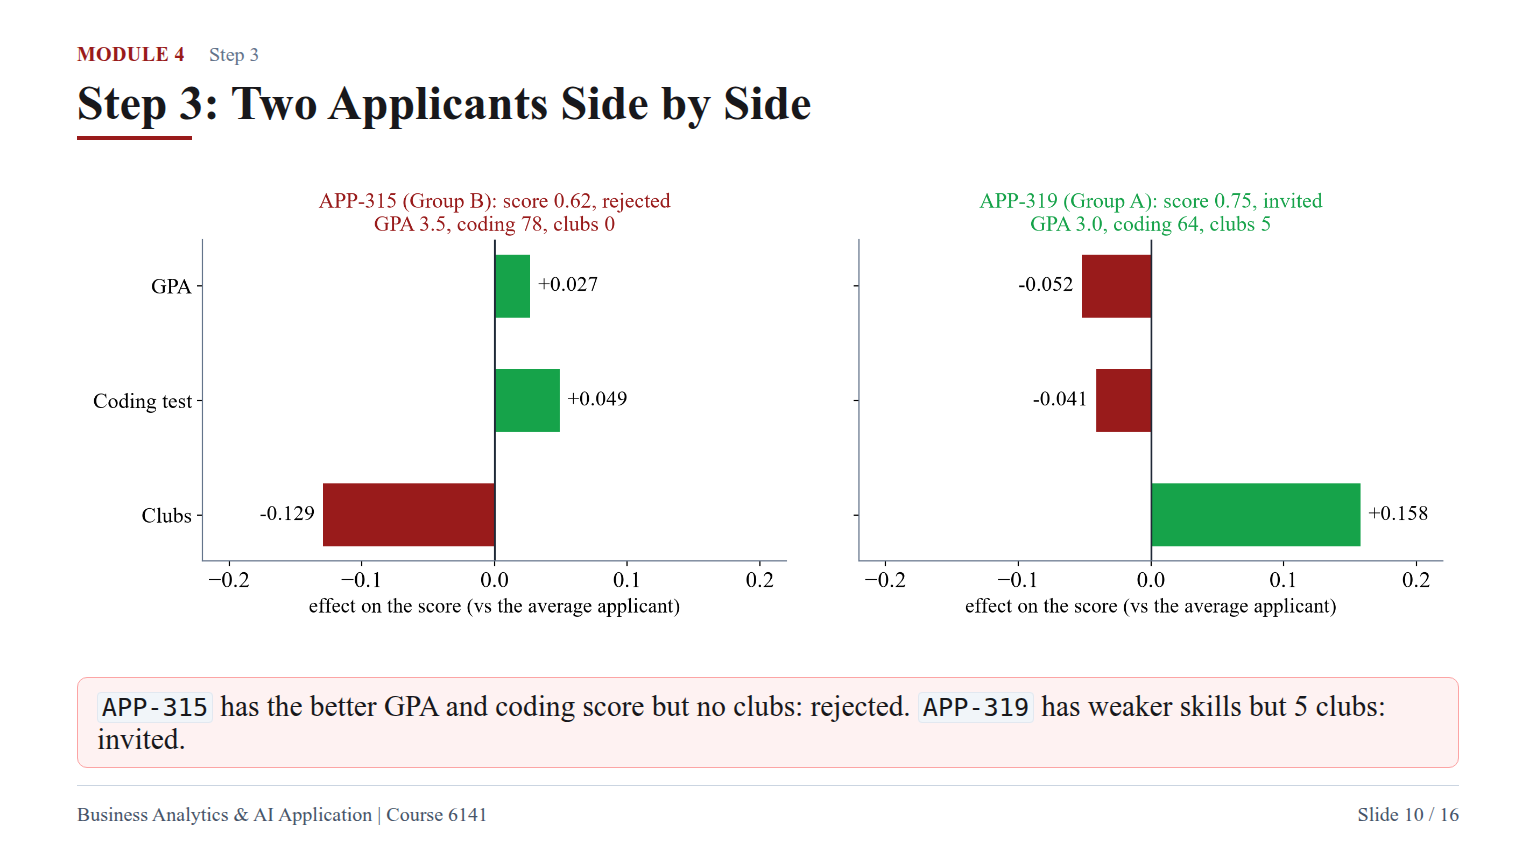 MODULE 4 Step 3
Step 3: Two Applicants Side by Side
APP-315 (Group B): score 0.62, rejected
GPA 3.5, coding 78, clubs 0
GPA
+0.027
Coding test
+0.049
Clubs
-0.129
−0.2 −0.1 0.0 0.1 0.2
effect on the score (vs the average applicant)
APP-319 (Group A): score 0.75, invited
GPA 3.0, coding 64, clubs 5
-0.052
-0.041
+0.158
−0.2 −0.1 0.0 0.1 0.2
effect on the score (vs the average applicant)
APP-315 has the better GPA and coding score but no clubs: rejected. APP-319 has weaker skills but 5 clubs:
invited.
Business Analytics & AI Application | Course 6141
Slide 10 / 16